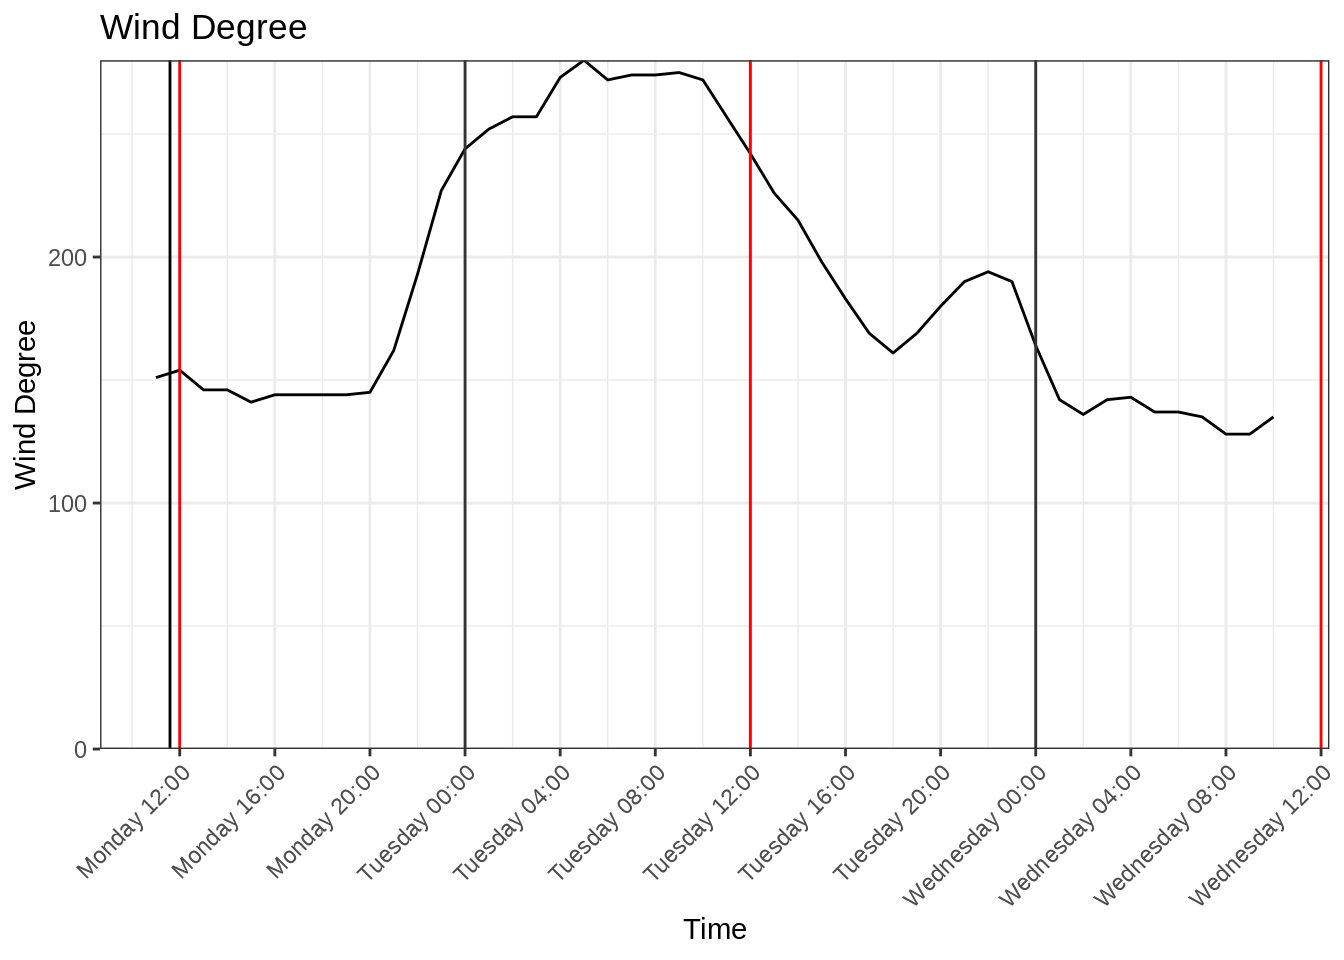 Wind Degree
Wind Degree
200
100
0
Monday 12:00
Monday 16:00
Monday 20:00
Tuesday 00:00
Tuesday 04:00
Tuesday 08:00
Tuesday 12:00
Tuesday 16:00
Tuesday 20:00
Wednesday 00:00
Wednesday 04:00
Wednesday 08:00
Wednesday 12:00
Time